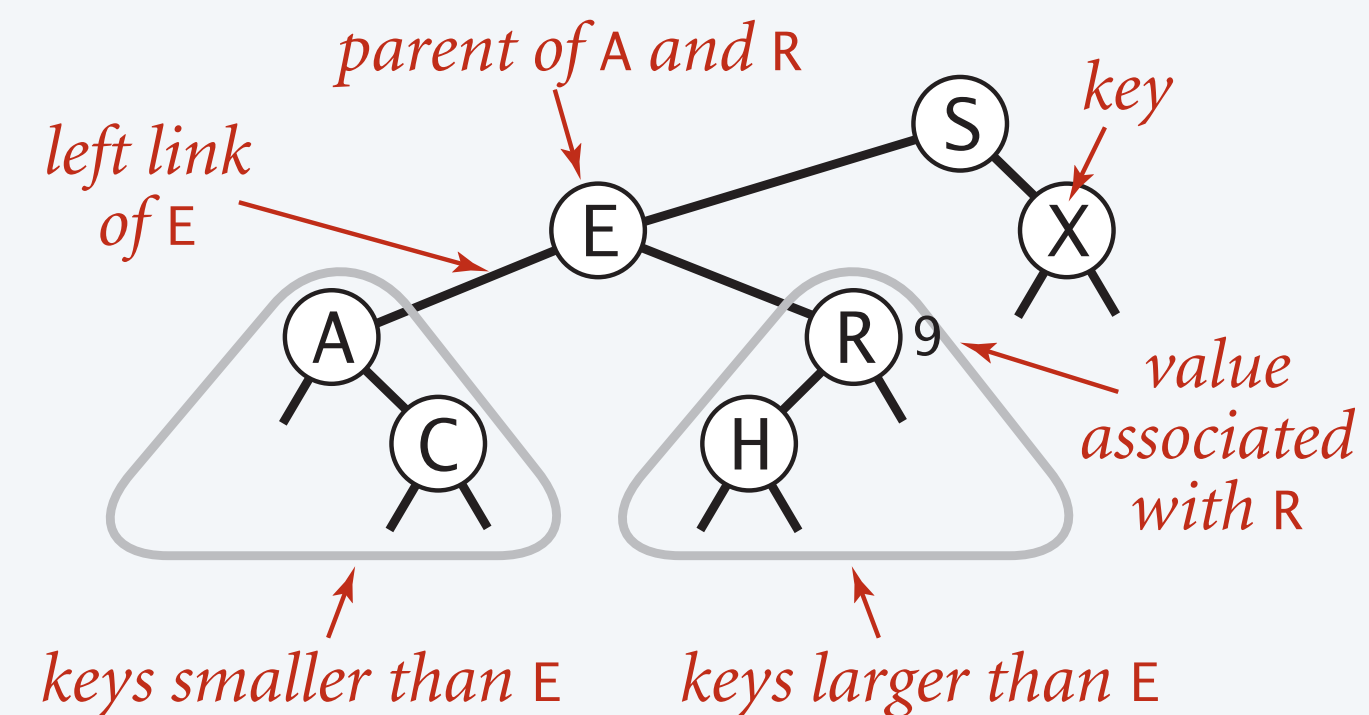 parent of A and R
key
left link
of E
S
E
X
A
R 9
C
H
value
associated
with R
keys smaller than E
keys larger than E